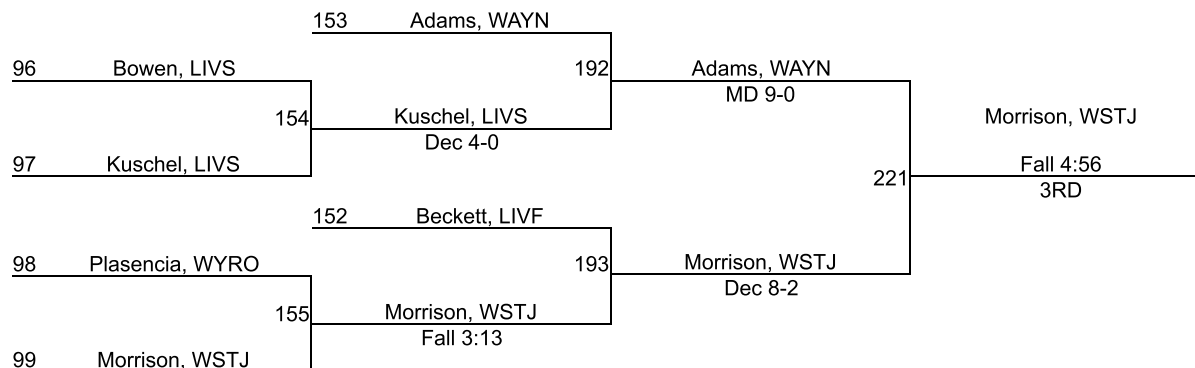 153 Adams, WAYN
96 Bowen, LIVS
192 Adams, WAYN
MD 9-0
154 Kuschel, LIVS
Dec 4-0
Morrison, WSTJ
97 Kuschel, LIVS
221 Fall 4:56
3RD
152 Beckett, LIVF
98 Plasencia, WYRO
193 Morrison, WSTJ
Dec 8-2
155 Morrison, WSTJ
Fall 3:13
99 Morrison, WSTJ